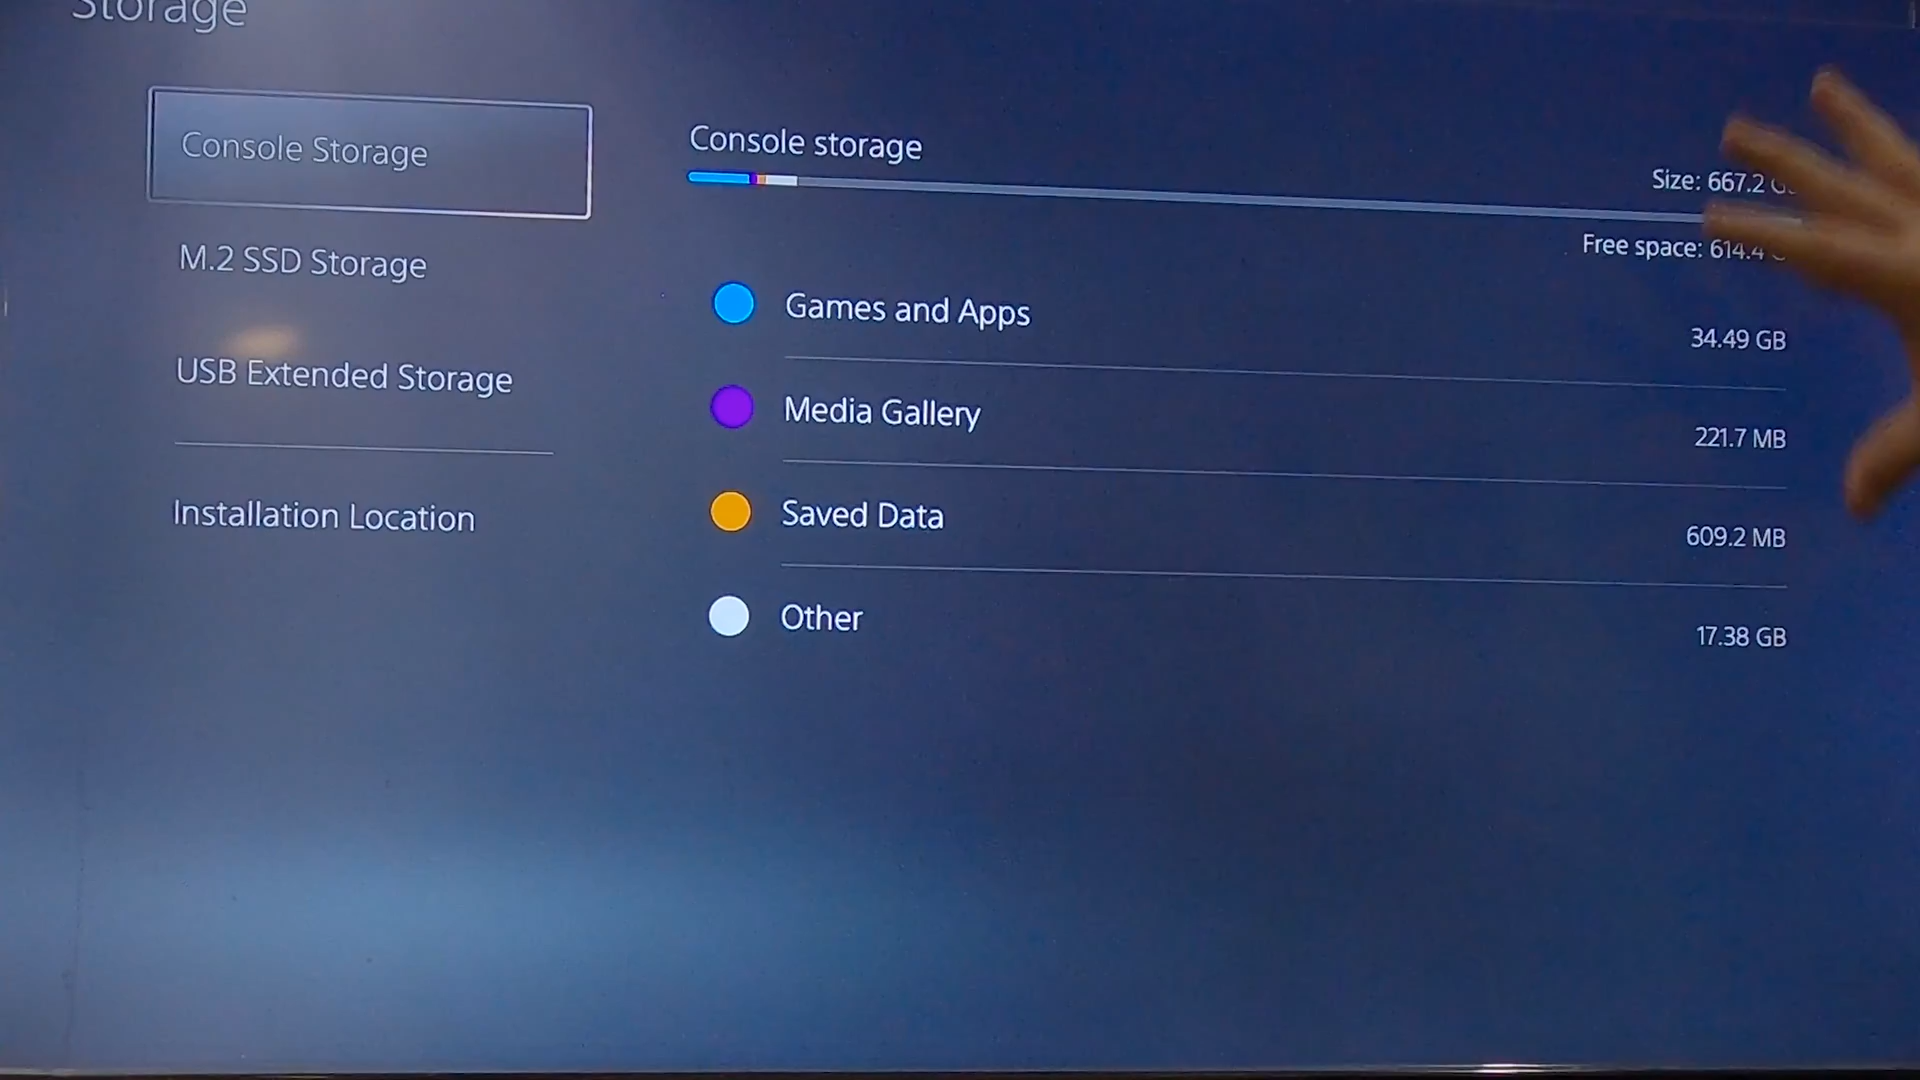 Storage
Console Storage
M.2 SSD Storage
USB Extended Storage
Installation Location
Console storage
Size: 667.2
Free space: 614.4
Games and Apps
34.49 GB
Media Gallery
221.7 MB
Saved Data
609.2 MB
Other
17.38 GB